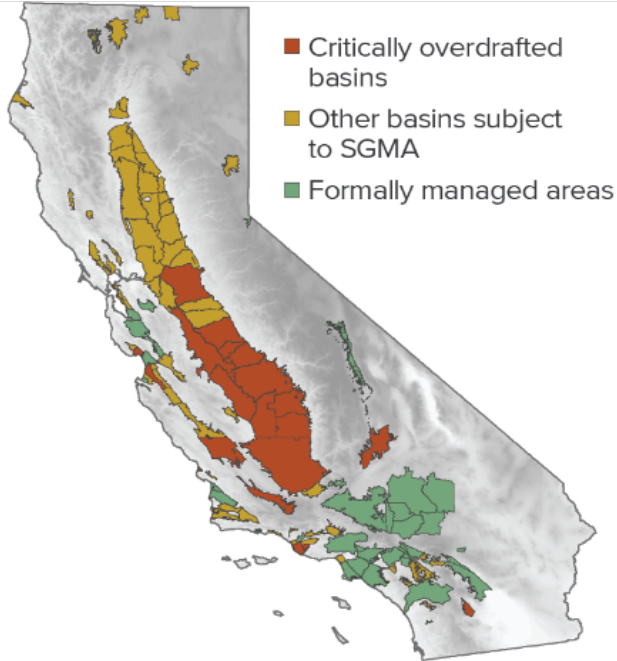 Critically overdrafted
basins
Other basins subject
to SGMA
Formally managed areas